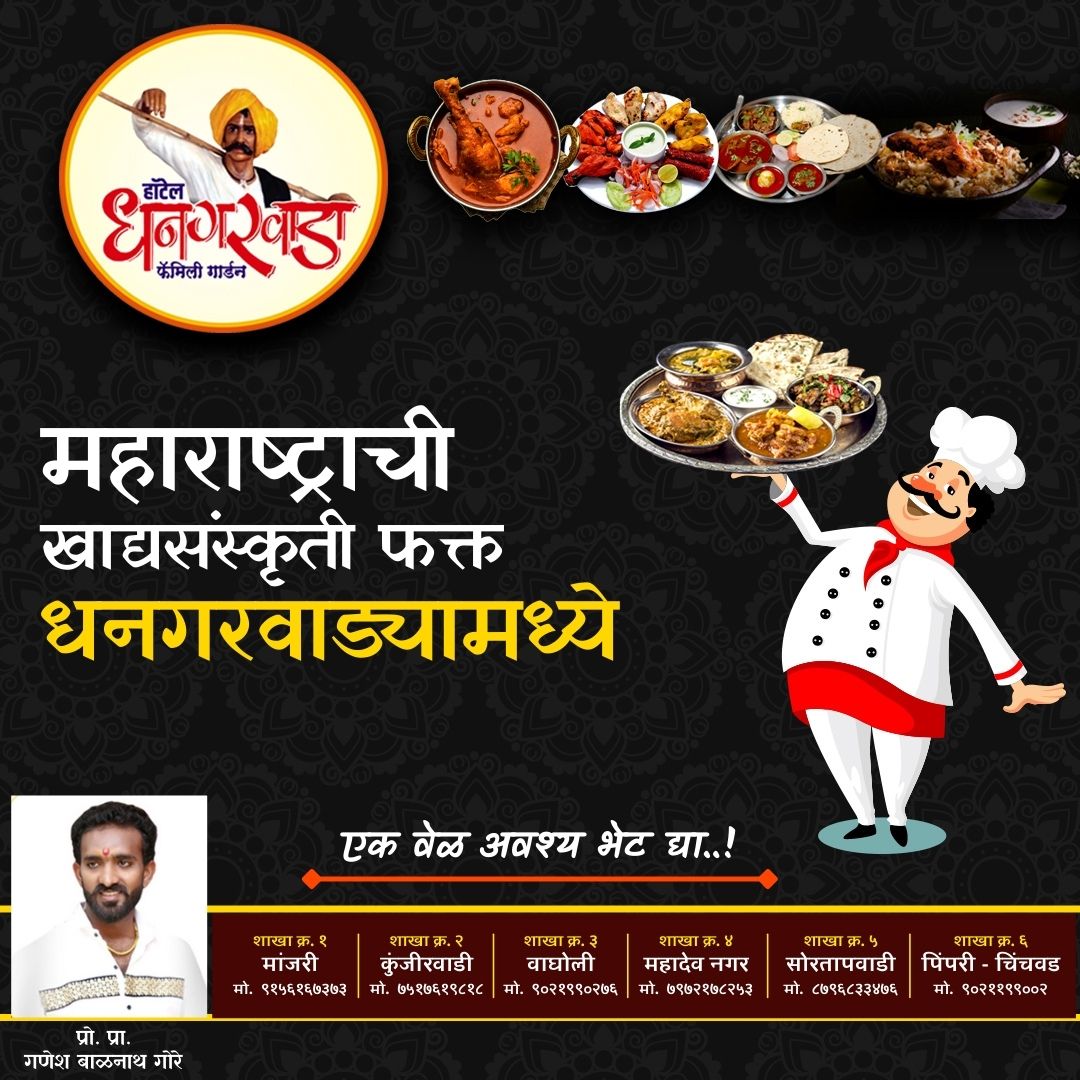 हॉटेल
धनगरवाडा
फॅमिली गार्डन
महाराष्ट्राची
खाद्यसंस्कृती फक्त
धनगरवाड्यामध्ये
एक वेळ अवश्य भेट द्या..!
शाखा क्र. १
मांजरी
मो. ९१५६१६७३७३
शाखा क्र. २
कुंजीरवाडी
मो. ७५१७६१९८१८
शाखा क्र. ३
वाघोली
मो. ९०२१९९०२७६
शाखा क्र. ४
महादेव नगर
मो. ७९७२१७८२५३
शाखा क्र. ५
सोरतापवाडी
मो. ८७९६८३३४७६
शाखा क्र. ६
पिंपरी - चिंचवड
मो. ९०२११९९००२
प्रो. प्रा.
गणेश बाळनाथ गोरे